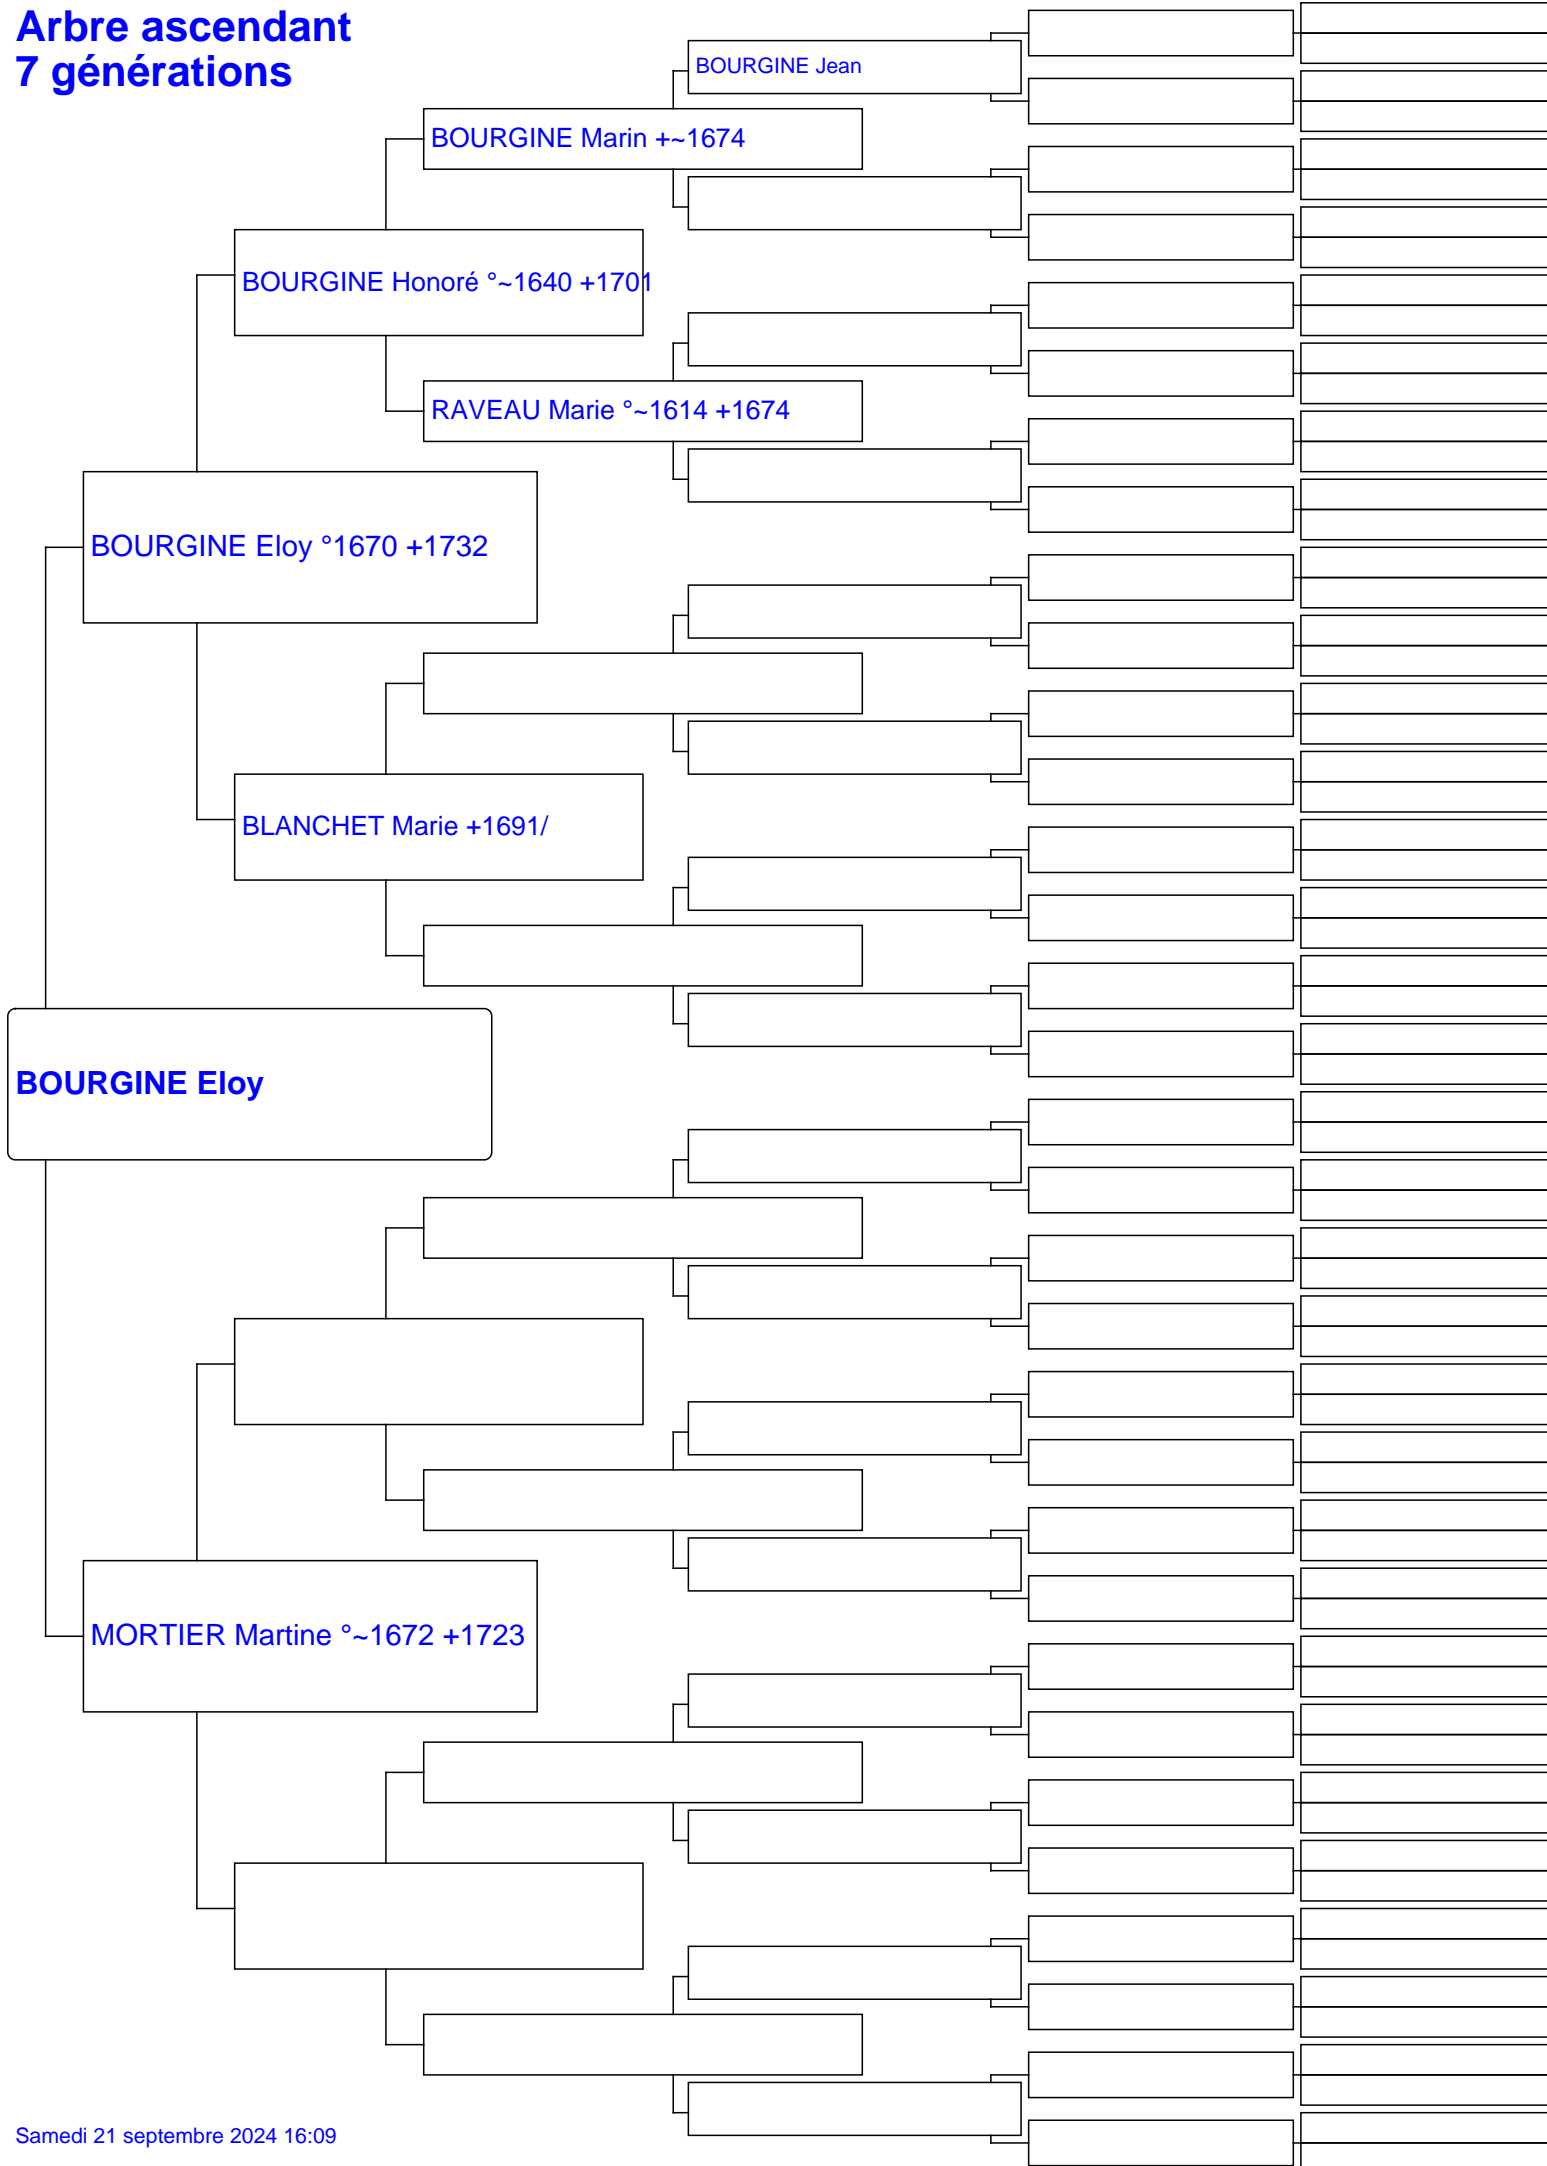 Arbre ascendant
7 générations
BOURGINE Jean
BOURGINE Marin +~1674
BOURGINE Honoré °~1640 +1701
RAVEAU Marie °~1614 +1674
BOURGINE Eloy °1670 +1732
BLANCHET Marie +1691/
BOURGINE Eloy
MORTIER Martine °~1672 +1723
Samedi 21 septembre 2024 16:09